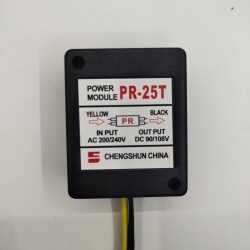 POWER MODULE PR-25T
YELLOW BLACK
PR
IN PUT OUT PUT
AC 200/240V DC 90/108V
CHENGSHUN CHINA